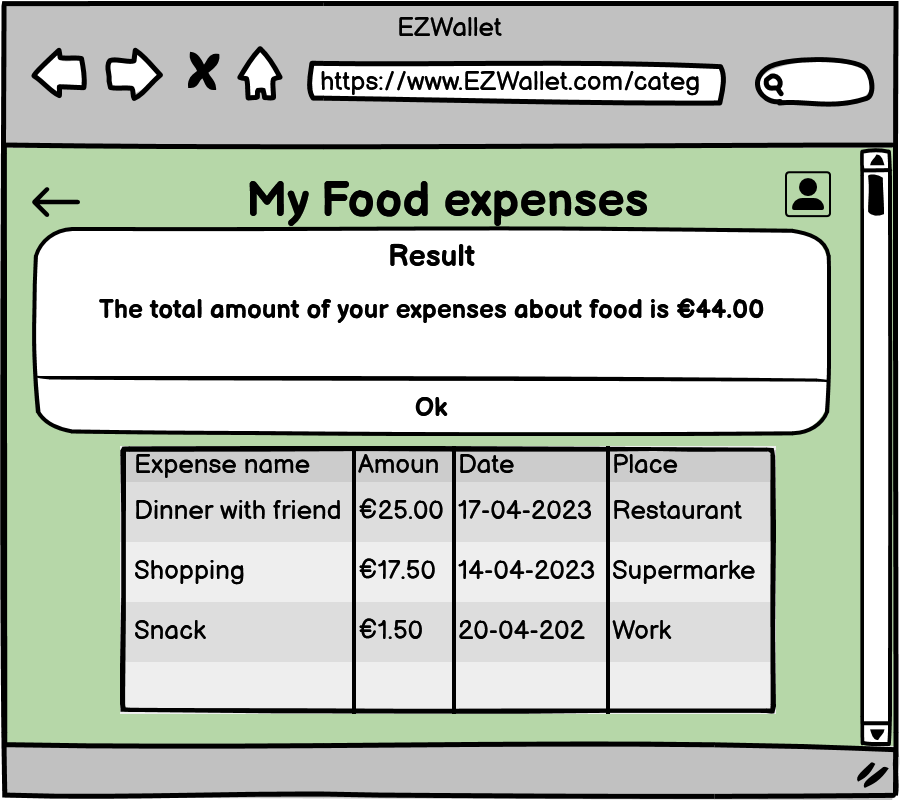 EZWallet
https://www.EZWallet.com/categ
My Food expenses
Result
The total amount of your expenses about food is €44.00
Ok
Expense name Amoun Date Place
Dinner with friend €25.00 17-04-2023 Restaurant
Shopping €17.50 14-04-2023 Supermarke
Snack €1.50 20-04-202 Work